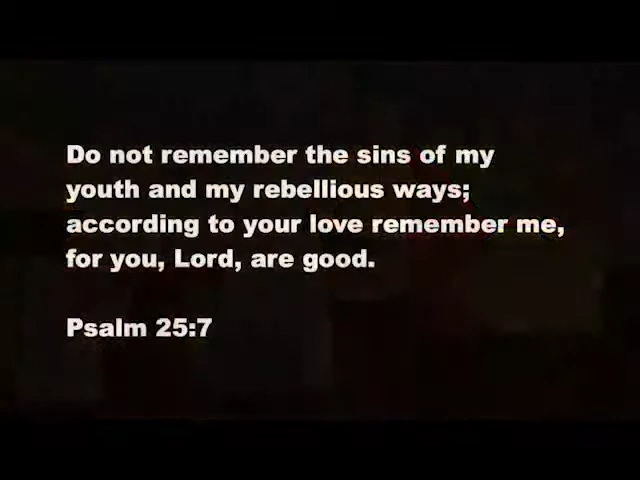 Do not remember the sins of my
youth and my rebellious ways;
according to your love remember me,
for you, Lord, are good.
Psalm 25:7